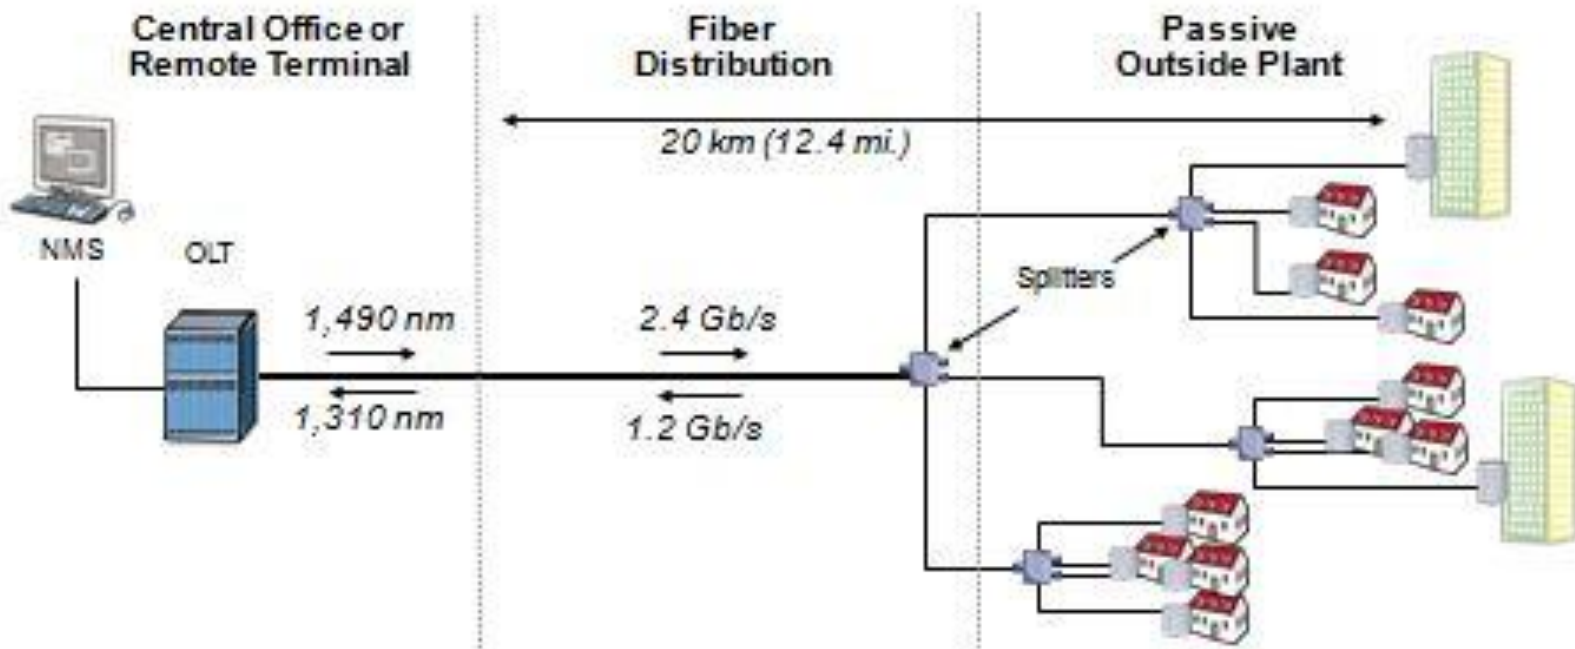 Central Office or
Remote Terminal
Fiber
Distribution
Passive
Outside Plant
20 km (12.4 mi.)
NMS
OLT
Splitters
1,490 nm
2.4 Gb/s
1,310 nm
1.2 Gb/s